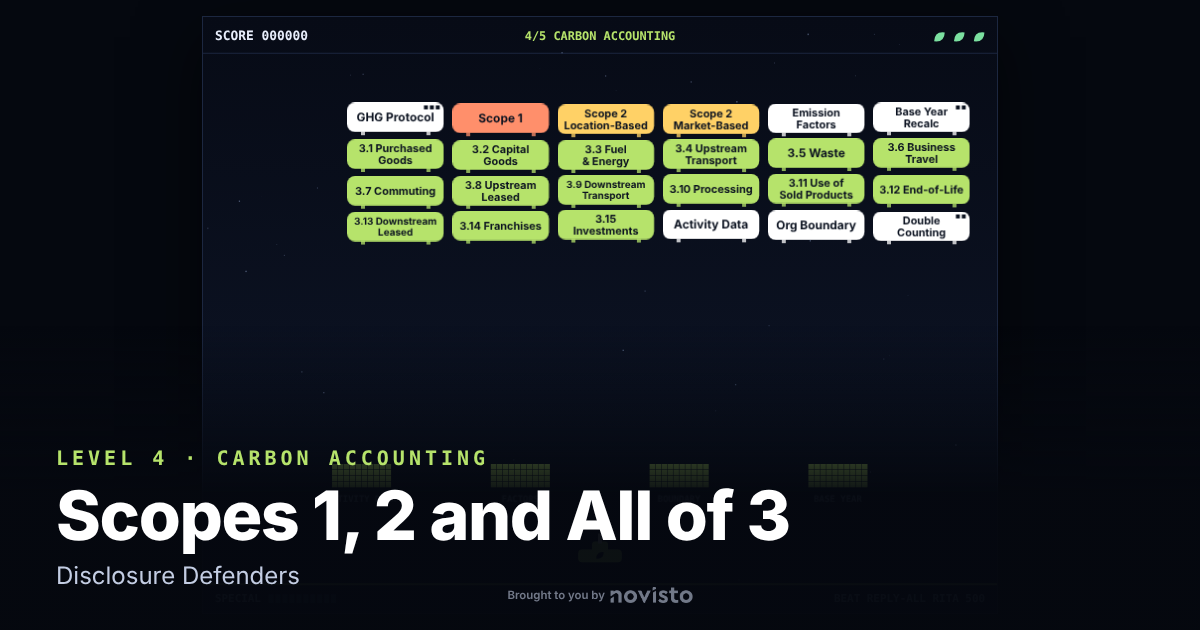 SCORE 000000
4/5 CARBON ACCOUNTING
GHG Protocol
Scope 1
Scope 2
Location-Based
Scope 2
Market-Based
Emission
Factors
Base Year
Recalc
3.1 Purchased
Goods
3.2 Capital
Goods
3.3 Fuel
& Energy
3.4 Upstream
Transport
3.5 Waste
3.6 Business
Travel
3.7 Commuting
3.8 Upstream
Leased
3.9 Downstream
Transport
3.10 Processing
3.11 Use of
Sold Products
3.12 End-of-Life
3.13 Downstream
Leased
3.14 Franchises
3.15
Investments
Activity Data
Org Boundary
Double
Counting
LEVEL 4 · CARBON ACCOUNTING
Scopes 1, 2 and All of 3
Disclosure Defenders
Brought to you by novisto